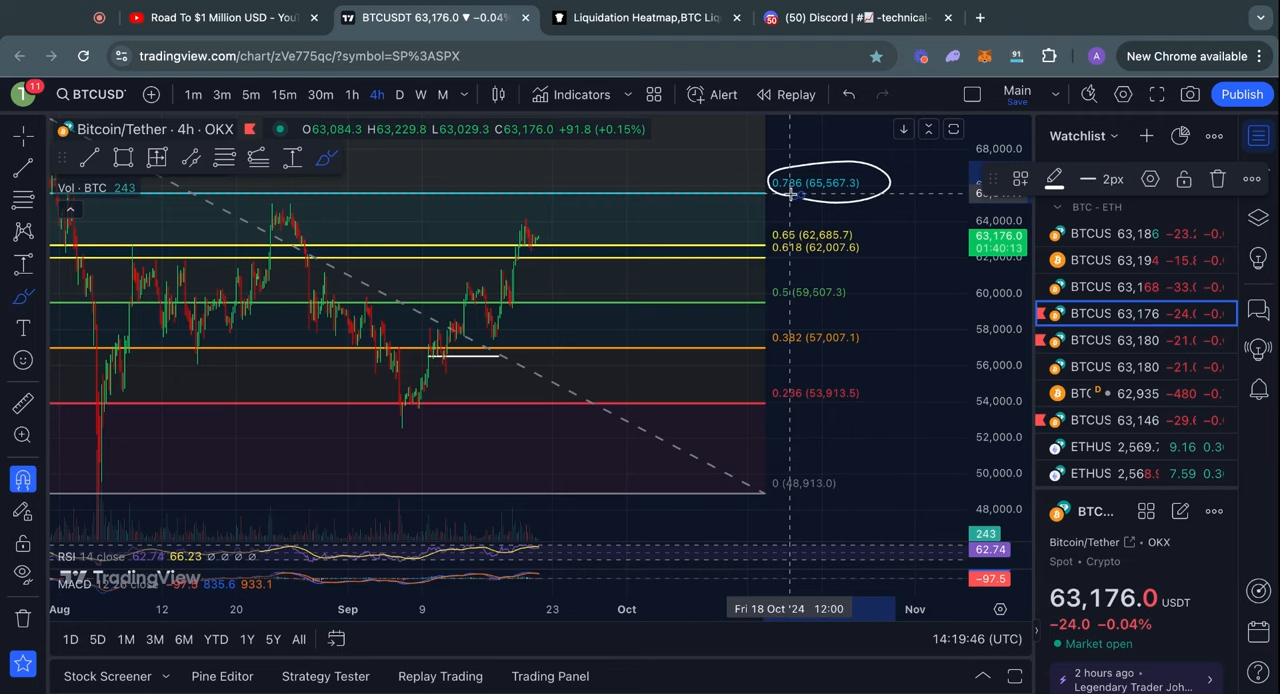 Road To $1 Million USD - You
BTCUSDT 63,176.0 ▼ −0.04%
Liquidation Heatmap,BTC Liq
(50) Discord | #📈 -technical-
tradingview.com/chart/zVe775qc/?symbol=SP%3ASPX
91
A
New Chrome available
11
BTCUSDT
1m 3m 5m 15m 30m 1h 4h D W M
Indicators
Alert
Replay
Main
Save
Publish
Bitcoin/Tether · 4h · OKX
O63,084.3 H63,229.8 L63,029.3 C63,176.0 +91.8 (+0.15%)
Vol · BTC 243
0.786 (65,567.3)
0.65 (62,685.7)
0.618 (62,007.6)
0.5 (59,507.3)
0.382 (57,007.1)
0.236 (53,913.5)
0 (48,913.0)
68,000.0
64,000.0
63,176.0
01:40:13
62,000.0
60,000.0
58,000.0
56,000.0
54,000.0
52,000.0
50,000.0
48,000.0
243
62.74
-97.5
RSI 14 close 62.74 66.23 ∅ ∅ ∅ ∅
MACD 12 26 close −97.5 835.6 933.1
TradingView
Aug 12 20 Sep 9 23 Oct
Fri 18 Oct '24 12:00
Nov
1D 5D 1M 3M 6M YTD 1Y 5Y All
14:19:46 (UTC)
Stock Screener
Pine Editor
Strategy Tester
Replay Trading
Trading Panel
Watchlist
2px
BTC - ETH
BTCUS 63,186 −23.2
BTCUS 63,194 −15.8
BTCUS 63,168 −33.0
BTCUS 63,176 −24.0
BTCUS 63,180 −21.0
BTCUS 63,180 −21.0
BTC D 62,935 −480
BTCUS 63,146 −29.6
ETHUS 2,569. 9.16 0.3
ETHUS 2,568. 7.59 0.3
BTC...
Bitcoin/Tether · OKX
Spot • Crypto
63,176.0 USDT
−24.0 −0.04%
Market open
2 hours ago
Legendary Trader Joh..